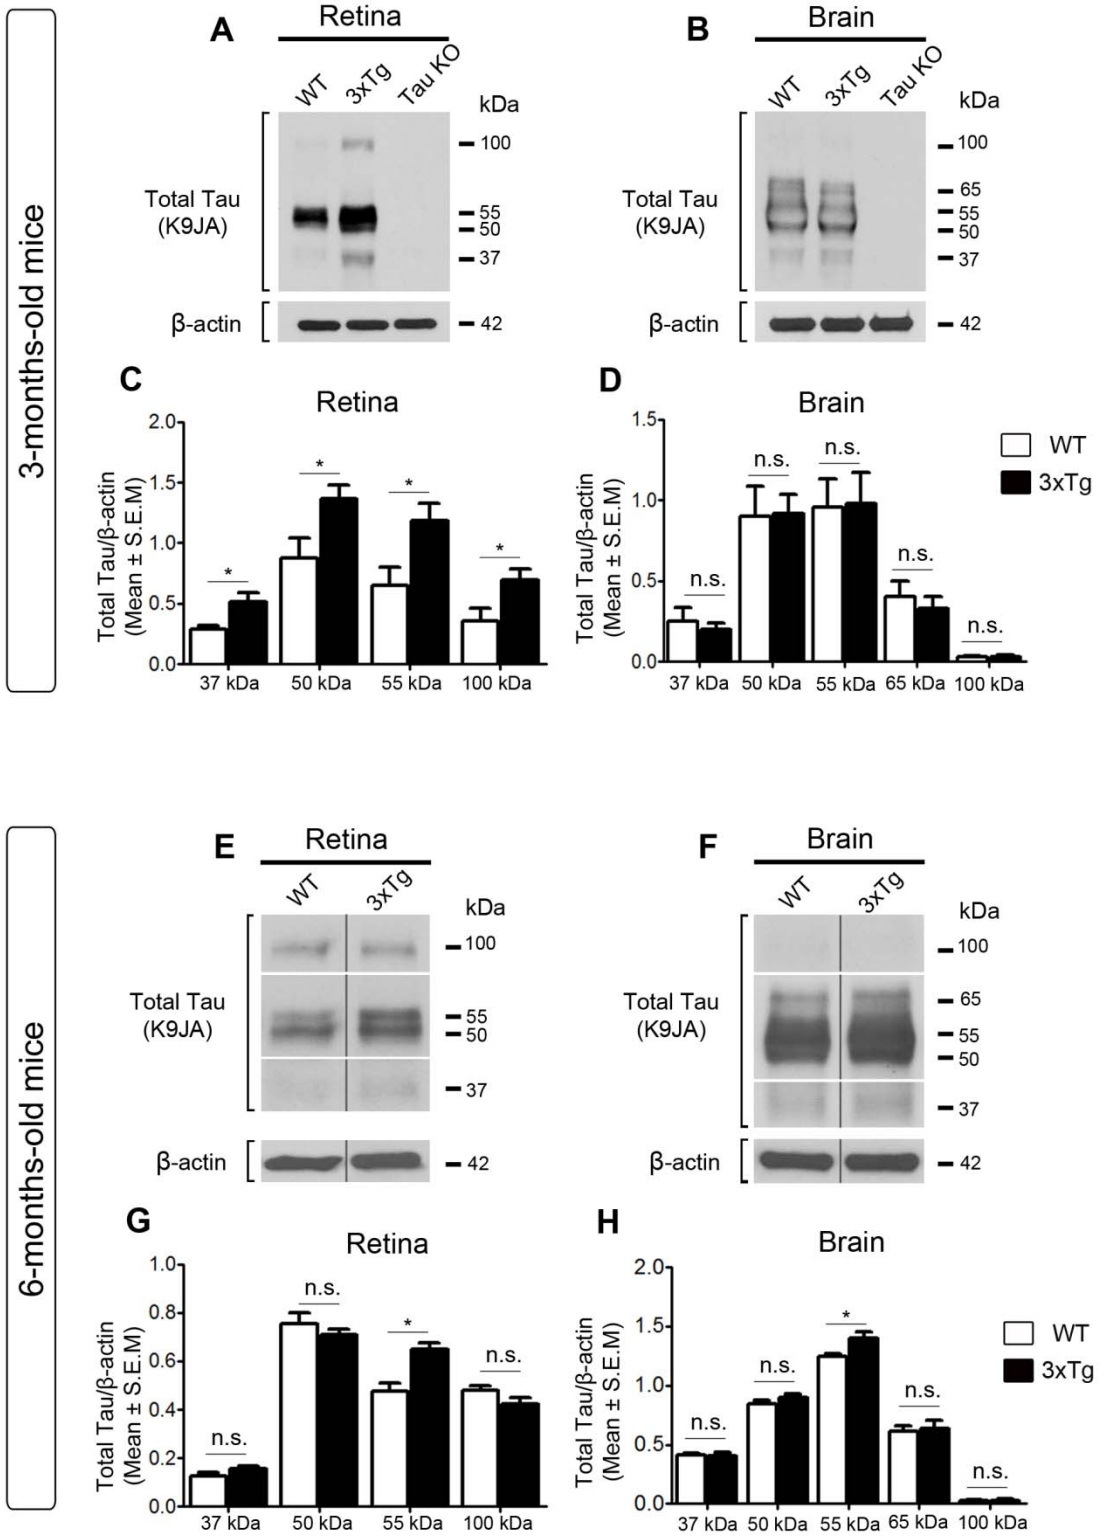 3-months-old mice
A
Retina
WT
3xTg
Tau KO
kDa
100
55
50
37
Total Tau
(K9JA)
β-actin
42
B
Brain
WT
3xTg
Tau KO
kDa
100
65
55
50
37
Total Tau
(K9JA)
β-actin
42
C
Retina
Total Tau/β-actin
(Mean ± S.E.M)
2.0
1.5
1.0
0.5
0.0
*
*
*
*
37 kDa
50 kDa
55 kDa
100 kDa
D
Brain
Total Tau/β-actin
(Mean ± S.E.M)
1.5
1.0
0.5
0.0
n.s.
n.s.
n.s.
n.s.
n.s.
37 kDa
50 kDa
55 kDa
65 kDa
100 kDa
WT
3xTg
6-months-old mice
E
Retina
WT
3xTg
kDa
100
55
50
37
Total Tau
(K9JA)
β-actin
42
F
Brain
WT
3xTg
kDa
100
65
55
50
37
Total Tau
(K9JA)
β-actin
42
G
Retina
Total Tau/β-actin
(Mean ± S.E.M)
1.0
0.8
0.6
0.4
0.2
0.0
n.s.
n.s.
*
n.s.
37 kDa
50 kDa
55 kDa
100 kDa
H
Brain
Total Tau/β-actin
(Mean ± S.E.M)
2.0
1.5
1.0
0.5
0.0
n.s.
n.s.
*
n.s.
n.s.
37 kDa
50 kDa
55 kDa
65 kDa
100 kDa
WT
3xTg